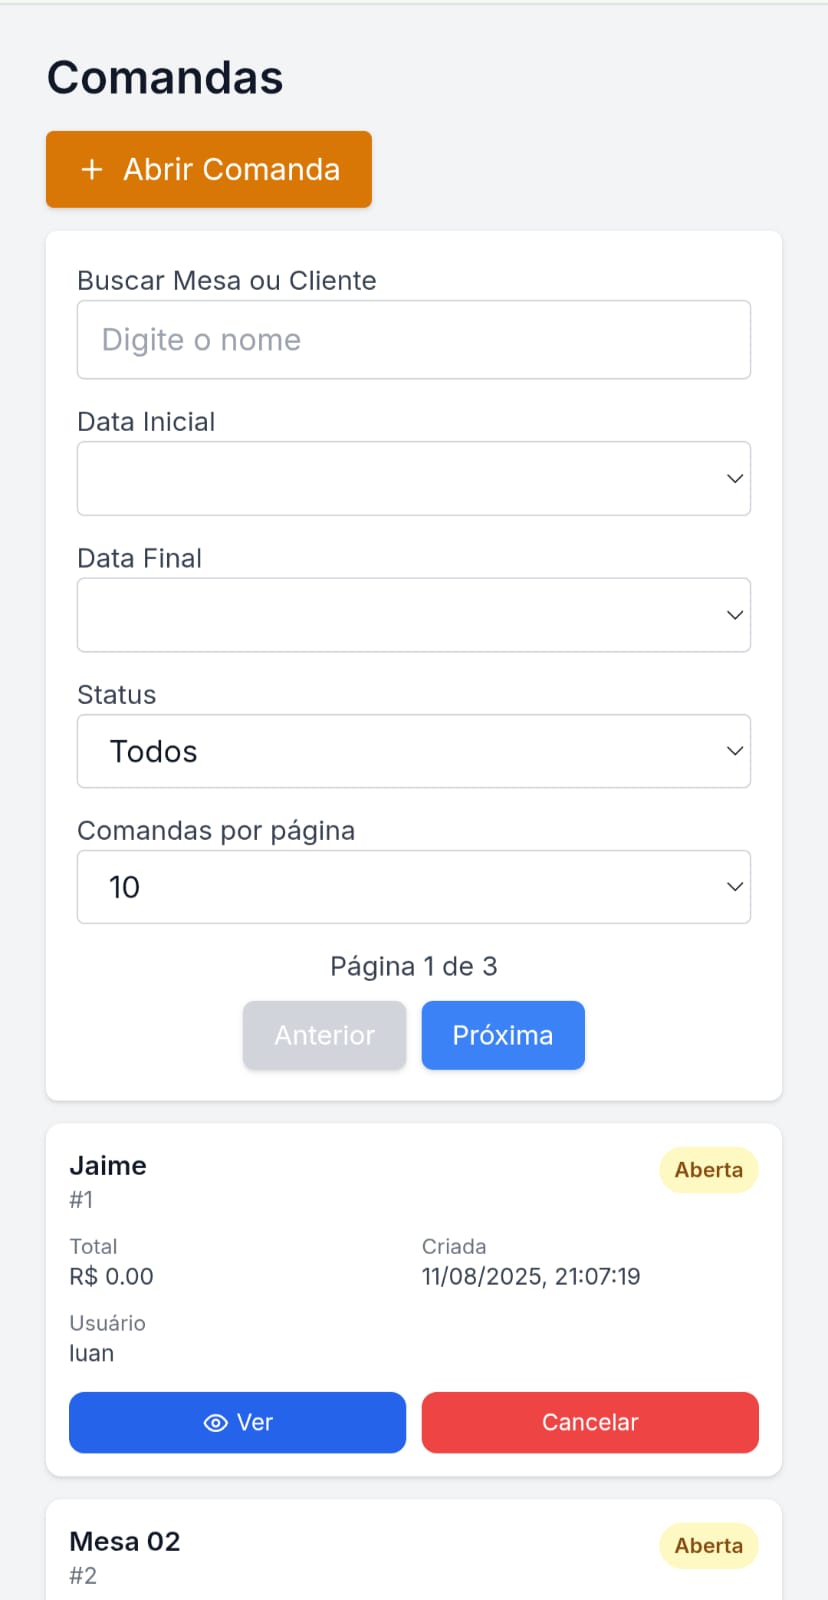 Comandas
+ Abrir Comanda
Buscar Mesa ou Cliente
Digite o nome
Data Inicial
Data Final
Status
Todos
Comandas por página
10
Página 1 de 3
Anterior Próxima
Jaime Aberta
#1
Total Criada
R$ 0.00 11/08/2025, 21:07:19
Usuário
luan
Ver Cancelar
Mesa 02 Aberta
#2